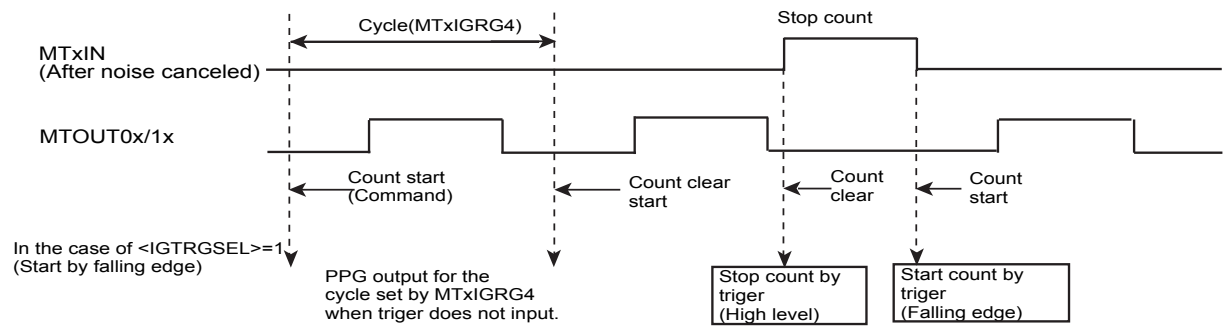 Cycle(MTxIGRG4)
Stop count
MTxIN
(After noise canceled)
MTOUT0x/1x
Count start
(Command)
Count clear
start
Count
clear
Count
start
In the case of <IGTRGSEL>=1
(Start by falling edge)
PPG output for the
cycle set by MTxIGRG4
when triger does not input.
Stop count by
triger
(High level)
Start count by
triger
(Falling edge)